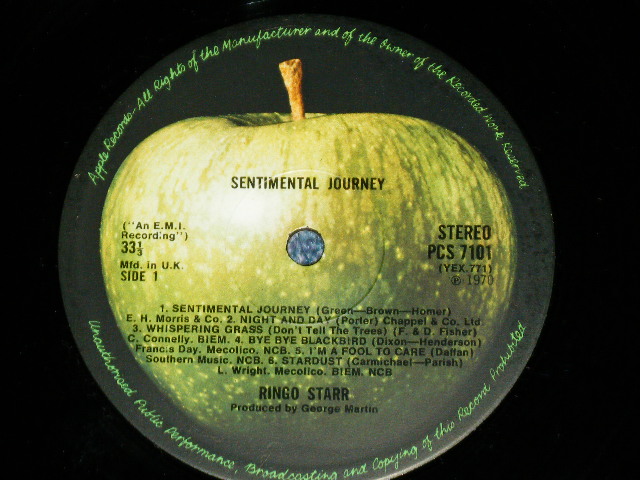 Apple Records-All Rights of the Manufacturer and of the Owner of the Recorded Work Reserved
SENTIMENTAL JOURNEY
("An E.M.I.
Recording")
33⅓
Mfd. in U.K.
SIDE 1
STEREO
PCS 7101
(YEX.771)
℗ 1970
1. SENTIMENTAL JOURNEY (Green—Brown—Homer)
E. H. Morris & Co. 2. NIGHT AND DAY (Porter) Chappel & Co. Ltd.
3. WHISPERING GRASS (Don't Tell The Trees) (F. & D. Fisher)
C. Connelly. BIEM. 4. BYE BYE BLACKBIRD (Dixon—Henderson)
Francis Day. Mecolico. NCB. 5. I'M A FOOL TO CARE (Daffan)
Southern Music. NCB. 6. STARDUST (Carmichael—Parish)
L. Wright. Mecolico. BIEM. NCB
RINGO STARR
Produced by George Martin
Unauthorised Public Performance, Broadcasting and Copying of this Record Prohibited